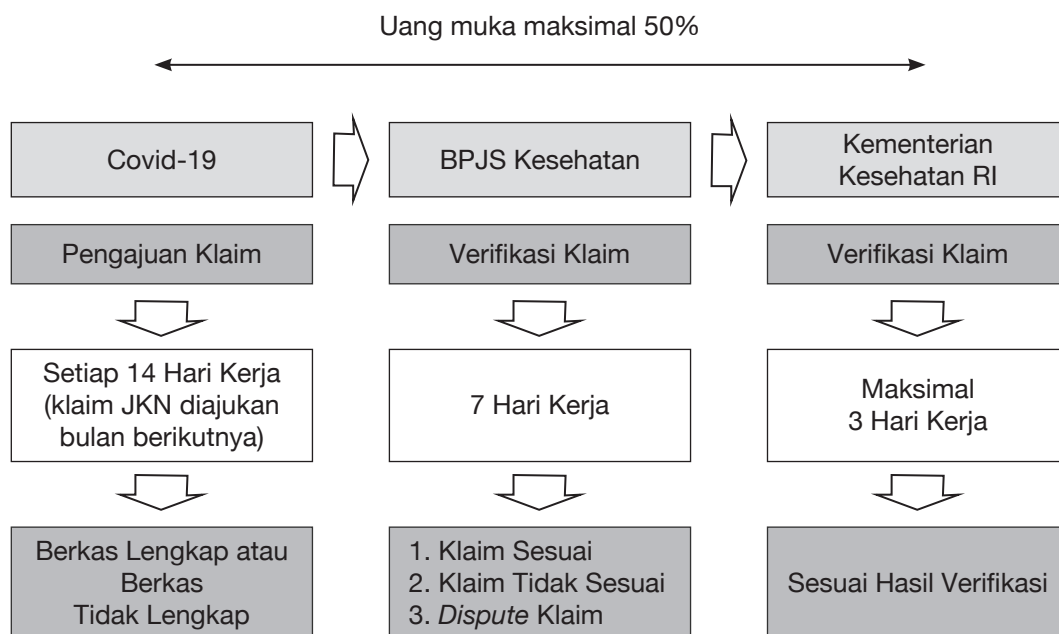 Uang muka maksimal 50%
Covid-19
BPJS Kesehatan
Kementerian
Kesehatan RI
Pengajuan Klaim
Verifikasi Klaim
Verifikasi Klaim
Setiap 14 Hari Kerja
(klaim JKN diajukan
bulan berikutnya)
7 Hari Kerja
Maksimal
3 Hari Kerja
Berkas Lengkap atau
Berkas
Tidak Lengkap
1. Klaim Sesuai
2. Klaim Tidak Sesuai
3. Dispute Klaim
Sesuai Hasil Verifikasi